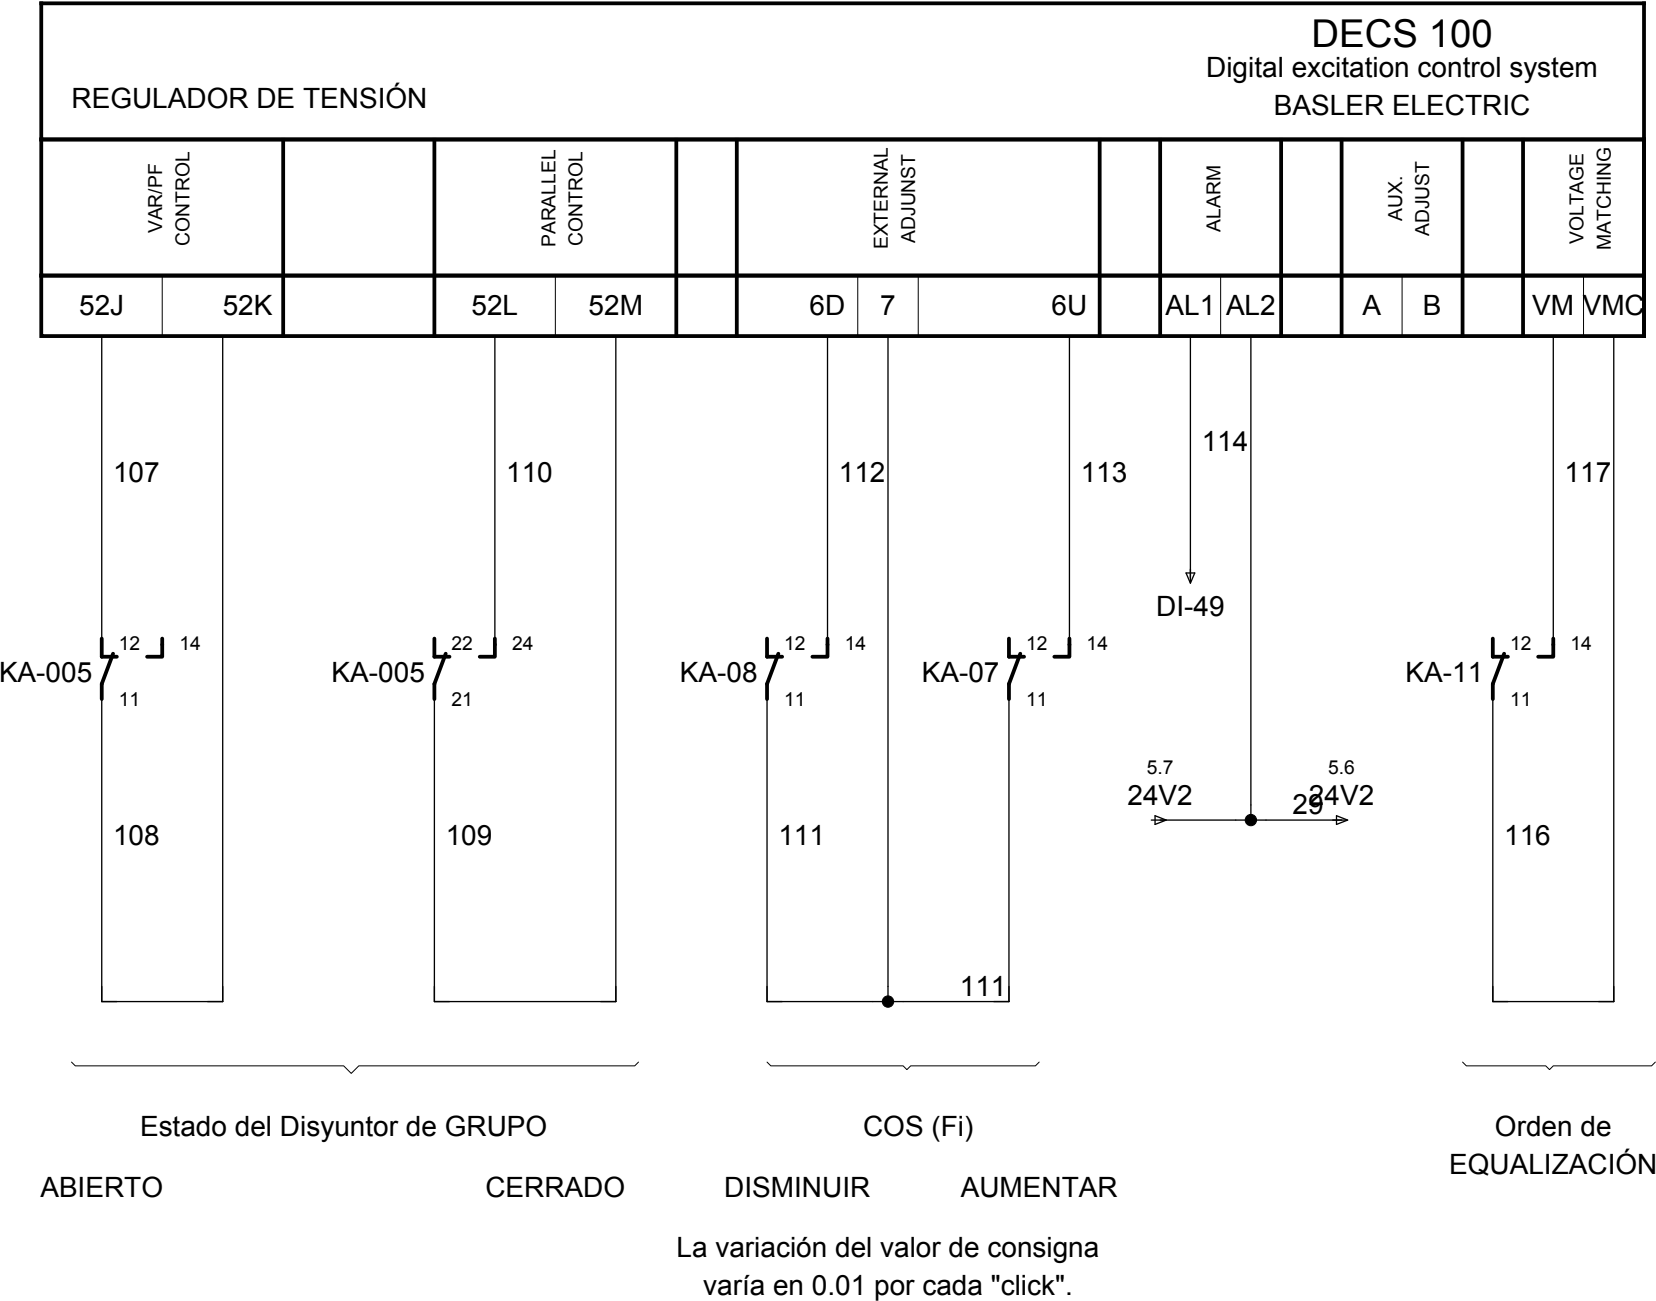 DECS 100
Digital excitation control system
REGULADOR DE TENSIÓN
BASLER ELECTRIC
VAR/PF
CONTROL
PARALLEL
CONTROL
EXTERNAL
ADJUNST
ALARM
AUX.
ADJUST
VOLTAGE
MATCHING
52J 52K 52L 52M 6D 7 6U AL1 AL2 A B VM VMC
114
107 110 112 113 117
DI-49
12 14 22 24 12 14 12 14 12 14
KA-005 KA-005 KA-08 KA-07 KA-11
11 21 11 11 11
5.7 5.6
24V2 24V2
29
108 109 111 116
111
Estado del Disyuntor de GRUPO
COS (Fi)
Orden de
EQUALIZACIÓN
ABIERTO CERRADO DISMINUIR AUMENTAR
La variación del valor de consigna
varía en 0.01 por cada "click".